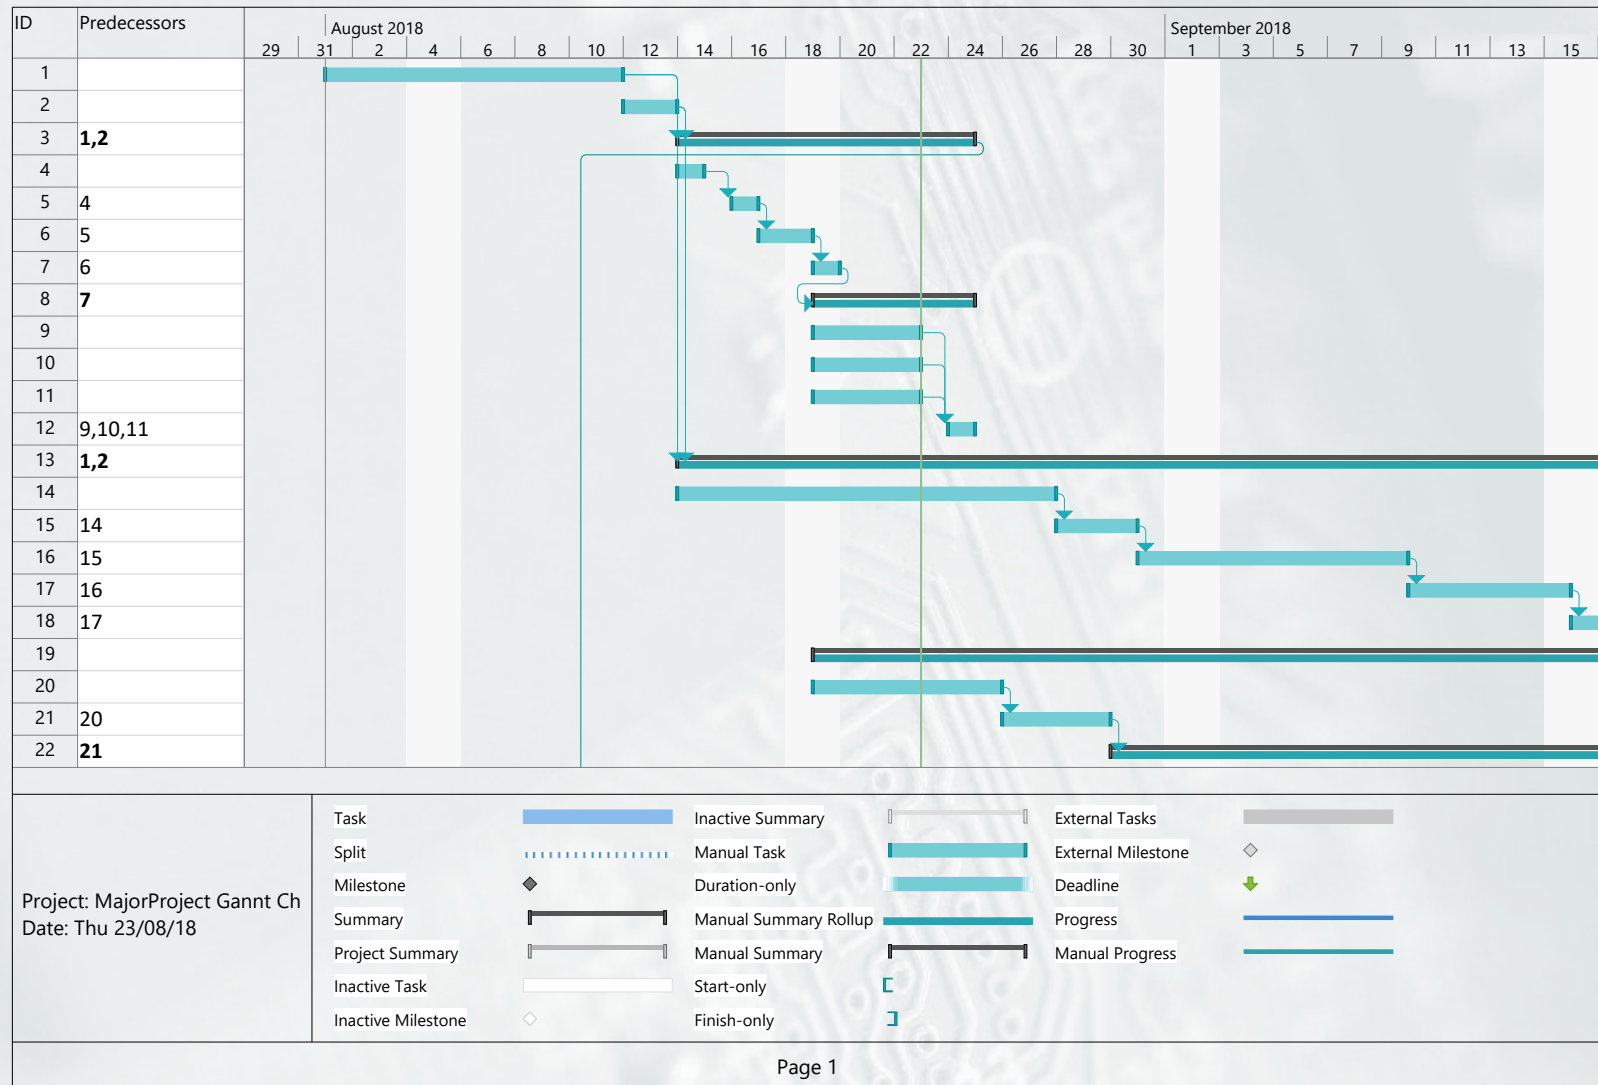 ID Predecessors
August 2018 September 2018
29 31 2 4 6 8 10 12 14 16 18 20 22 24 26 28 30 1 3 5 7 9 11 13 15
1
2
3 1,2
4
5 4
6 5
7 6
8 7
9
10
11
12 9,10,11
13 1,2
14
15 14
16 15
17 16
18 17
19
20
21 20
22 21
Project: MajorProject Gannt Ch
Date: Thu 23/08/18
Task
Split
Milestone
Summary
Project Summary
Inactive Task
Inactive Milestone
Inactive Summary
Manual Task
Duration-only
Manual Summary Rollup
Manual Summary
Start-only
Finish-only
External Tasks
External Milestone
Deadline
Progress
Manual Progress
Page 1